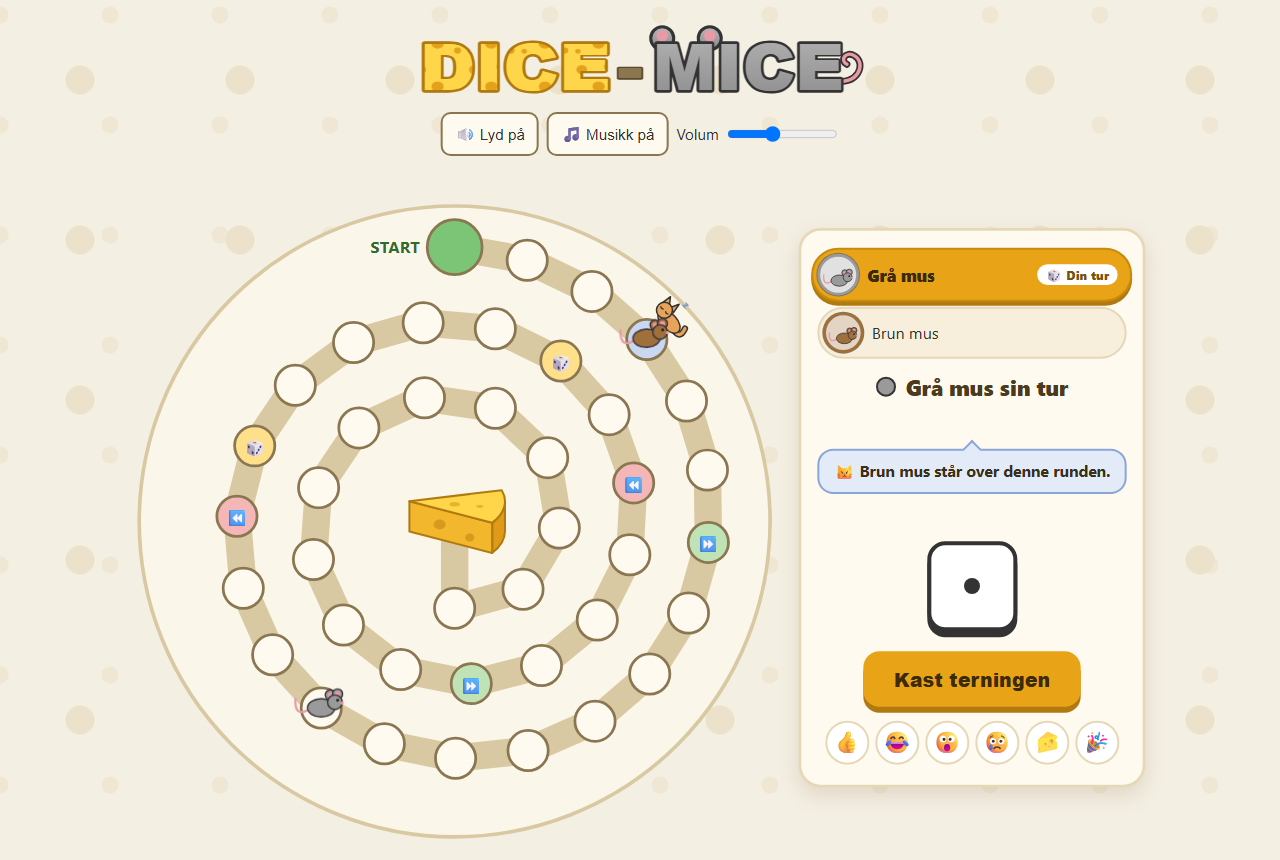 DICE-MICE
Lyd på
Musikk på
Volum
START
Grå mus
Din tur
Brun mus
Grå mus sin tur
Brun mus står over denne runden.
Kast terningen